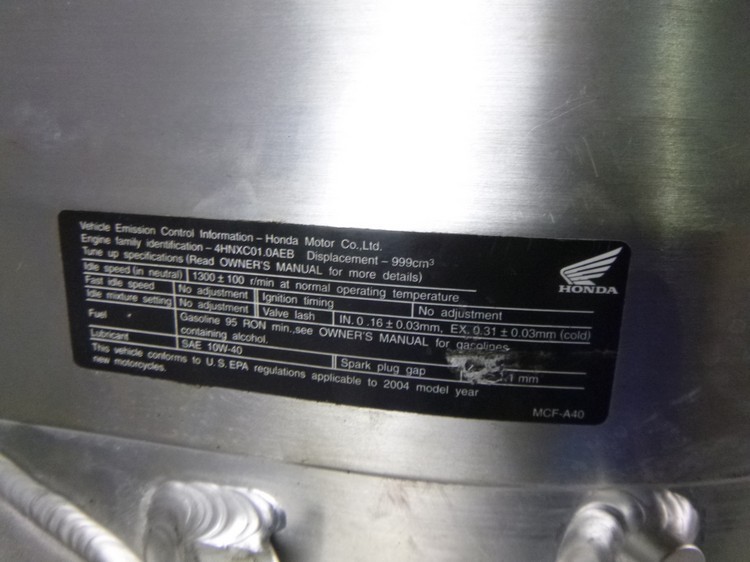 Vehicle Emission Control Information – Honda Motor Co.,Ltd.
Engine family identification – 4HNXC01.0AEB Displacement – 999cm³
Tune up specifications (Read OWNER'S MANUAL for more details)
Idle speed (in neutral) 1300 ± 100 r/min at normal operating temperature
Fast idle speed No adjustment Ignition timing No adjustment
Idle mixture setting No adjustment Valve lash IN. 0.16 ± 0.03mm, EX. 0.31 ± 0.03mm (cold)
Fuel Gasoline 95 RON min.,see OWNER'S MANUAL for gasolines
containing alcohol.
Lubricant SAE 10W-40 Spark plug gap 1 mm
This vehicle conforms to U.S. EPA regulations applicable to 2004 model year
new motorcycles.
HONDA
MCF-A40